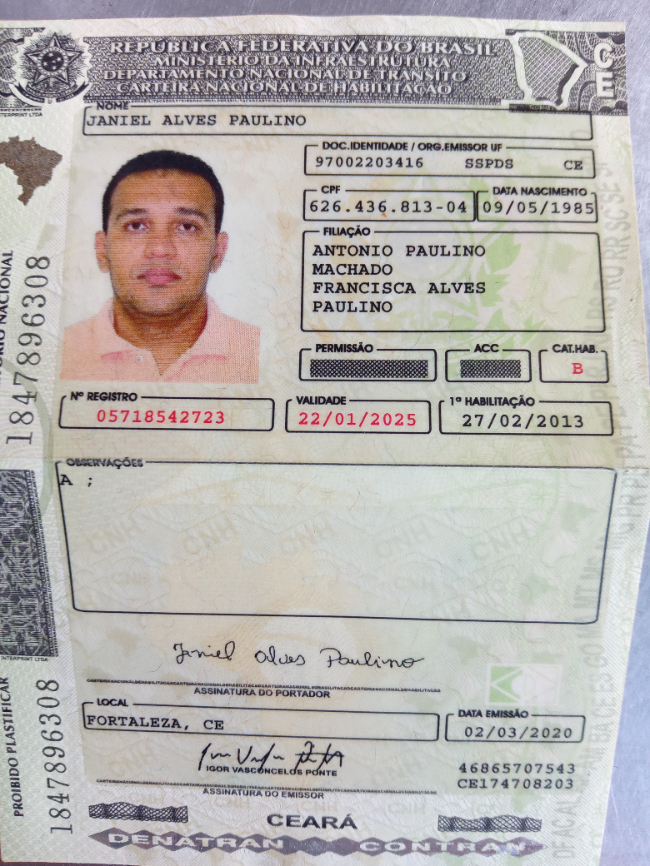 REPÚBLICA FEDERATIVA DO BRASIL
MINISTÉRIO DA INFRAESTRUTURA
DEPARTAMENTO NACIONAL DE TRÂNSITO
CARTEIRA NACIONAL DE HABILITAÇÃO
CE
NOME
JANIEL ALVES PAULINO
DOC.IDENTIDADE / ORG.EMISSOR UF
97002203416 SSPDS CE
CPF
626.436.813-04
DATA NASCIMENTO
09/05/1985
FILIAÇÃO
ANTONIO PAULINO
MACHADO
FRANCISCA ALVES
PAULINO
PERMISSÃO
ACC
CAT.HAB.
B
Nº REGISTRO
05718542723
VALIDADE
22/01/2025
1ª HABILITAÇÃO
27/02/2013
OBSERVAÇÕES
A ;
Janiel Alves Paulino
ASSINATURA DO PORTADOR
LOCAL
FORTALEZA, CE
DATA EMISSÃO
02/03/2020
IGOR VASCONCELOS PONTE
ASSINATURA DO EMISSOR
46865707543
CE174708203
CEARÁ
DENATRAN CONTRAN
NACIONAL
1847896308
PROIBIDO PLASTIFICAR
1847896308